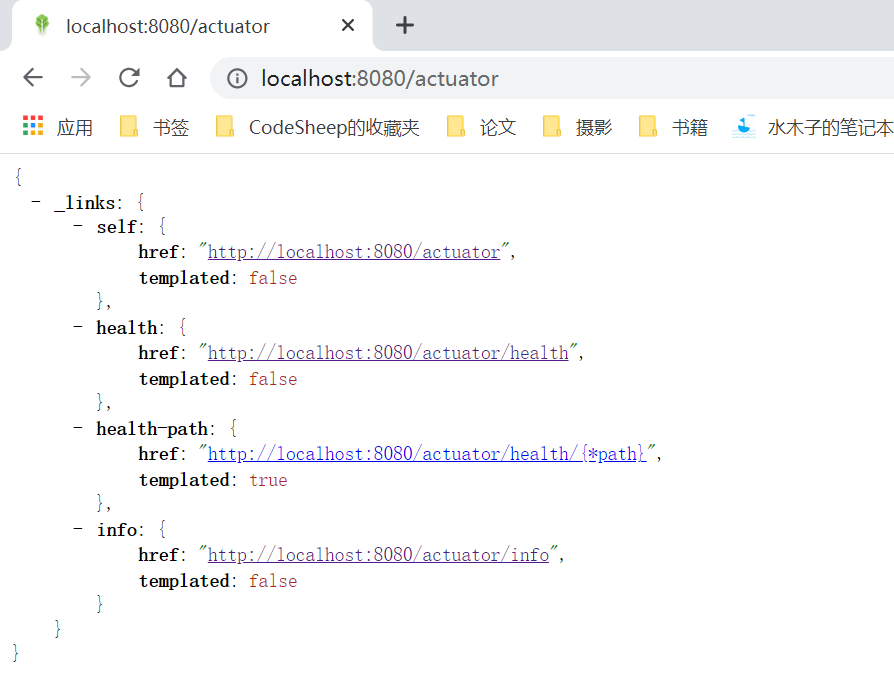 localhost:8080/actuator
localhost:8080/actuator
应用 书签 CodeSheep的收藏夹 论文 摄影 书籍 水木子的笔记本
{
- _links: {
- self: {
href: "http://localhost:8080/actuator",
templated: false
},
- health: {
href: "http://localhost:8080/actuator/health",
templated: false
},
- health-path: {
href: "http://localhost:8080/actuator/health/{*path}",
templated: true
},
- info: {
href: "http://localhost:8080/actuator/info",
templated: false
}
}
}